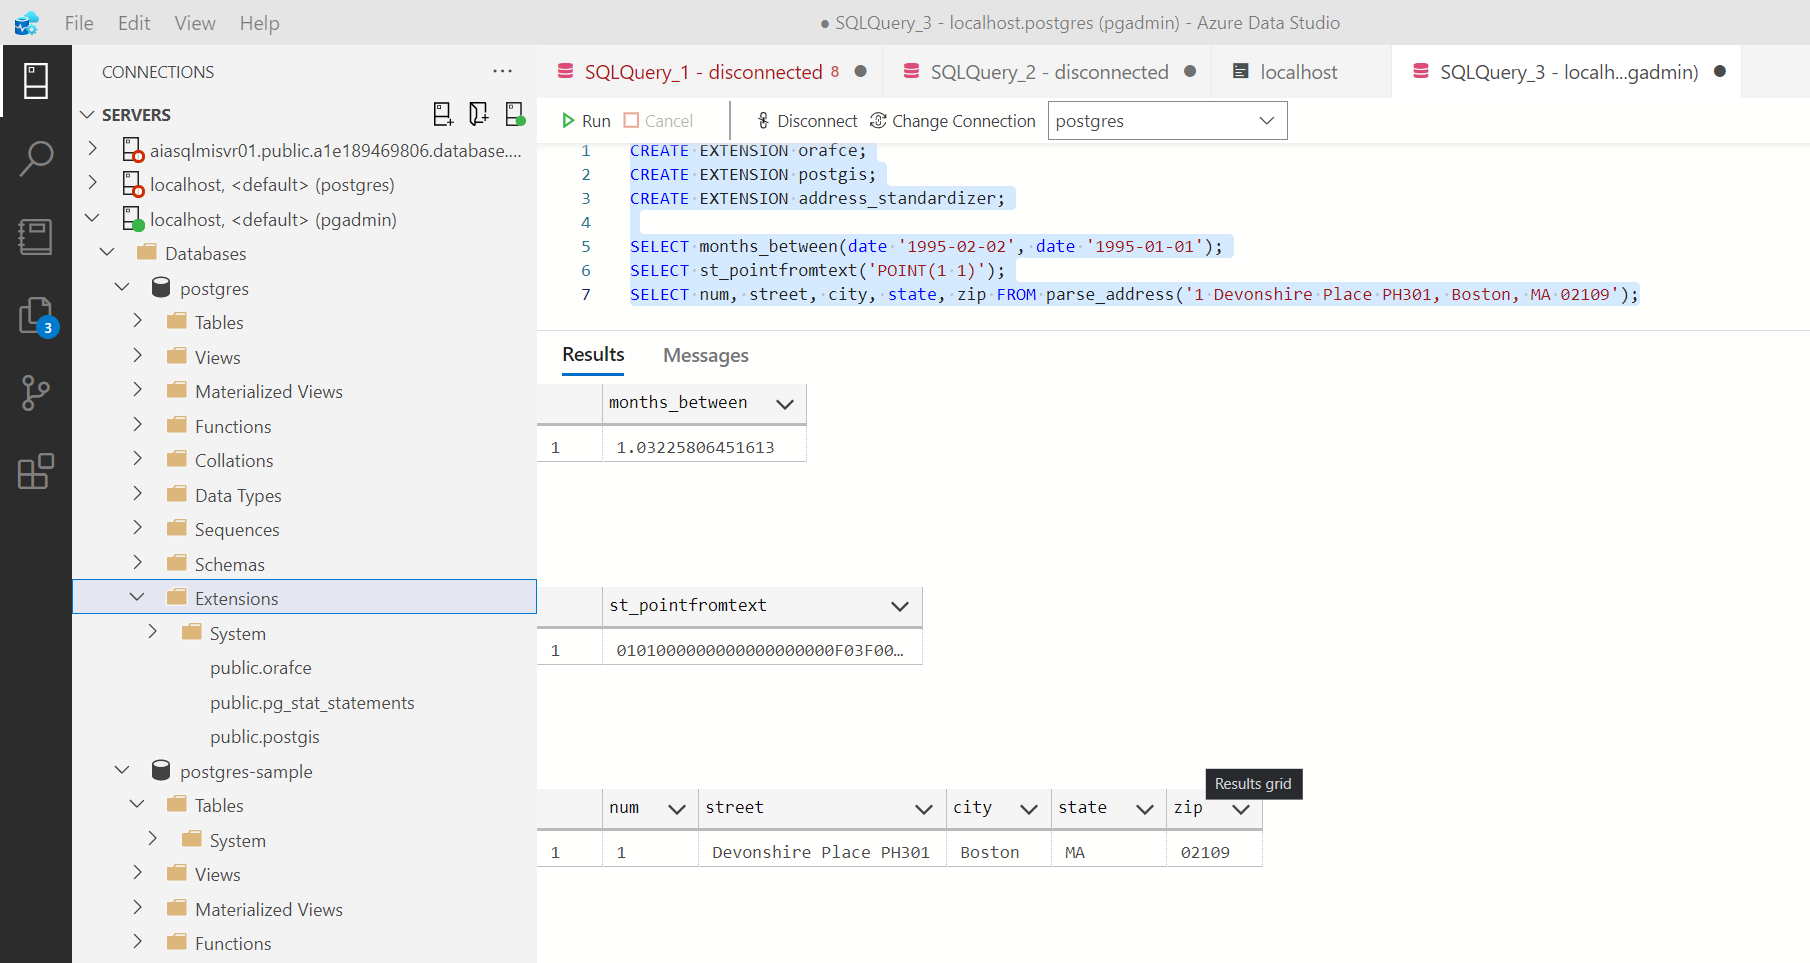 File Edit View Help
● SQLQuery_3 - localhost.postgres (pgadmin) - Azure Data Studio
CONNECTIONS ...
SQLQuery_1 - disconnected 8 ●
SQLQuery_2 - disconnected ●
localhost
SQLQuery_3 - localh...gadmin) ●
SERVERS
Run Cancel Disconnect Change Connection postgres
aiasqlmisvr01.public.a1e189469806.database....
localhost, <default> (postgres)
localhost, <default> (pgadmin)
Databases
postgres
Tables
Views
Materialized Views
Functions
Collations
Data Types
Sequences
Schemas
Extensions
System
public.orafce
public.pg_stat_statements
public.postgis
postgres-sample
Tables
System
Views
Materialized Views
Functions
3
1 CREATE EXTENSION orafce;
2 CREATE EXTENSION postgis;
3 CREATE EXTENSION address_standardizer;
4
5 SELECT months_between(date '1995-02-02', date '1995-01-01');
6 SELECT st_pointfromtext('POINT(1 1)');
7 SELECT num, street, city, state, zip FROM parse_address('1 Devonshire Place PH301, Boston, MA 02109');
Results Messages
months_between
1 1.03225806451613
st_pointfromtext
1 0101000000000000000000F03F00…
Results grid
num street city state zip
1 1 Devonshire Place PH301 Boston MA 02109